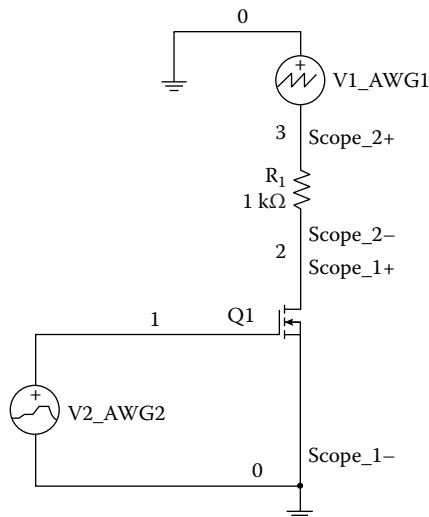 0
+
V1_AWG1
3
Scope_2+
R1
1 kΩ
Scope_2–
2
Scope_1+
1
Q1
+
V2_AWG2
0
Scope_1–